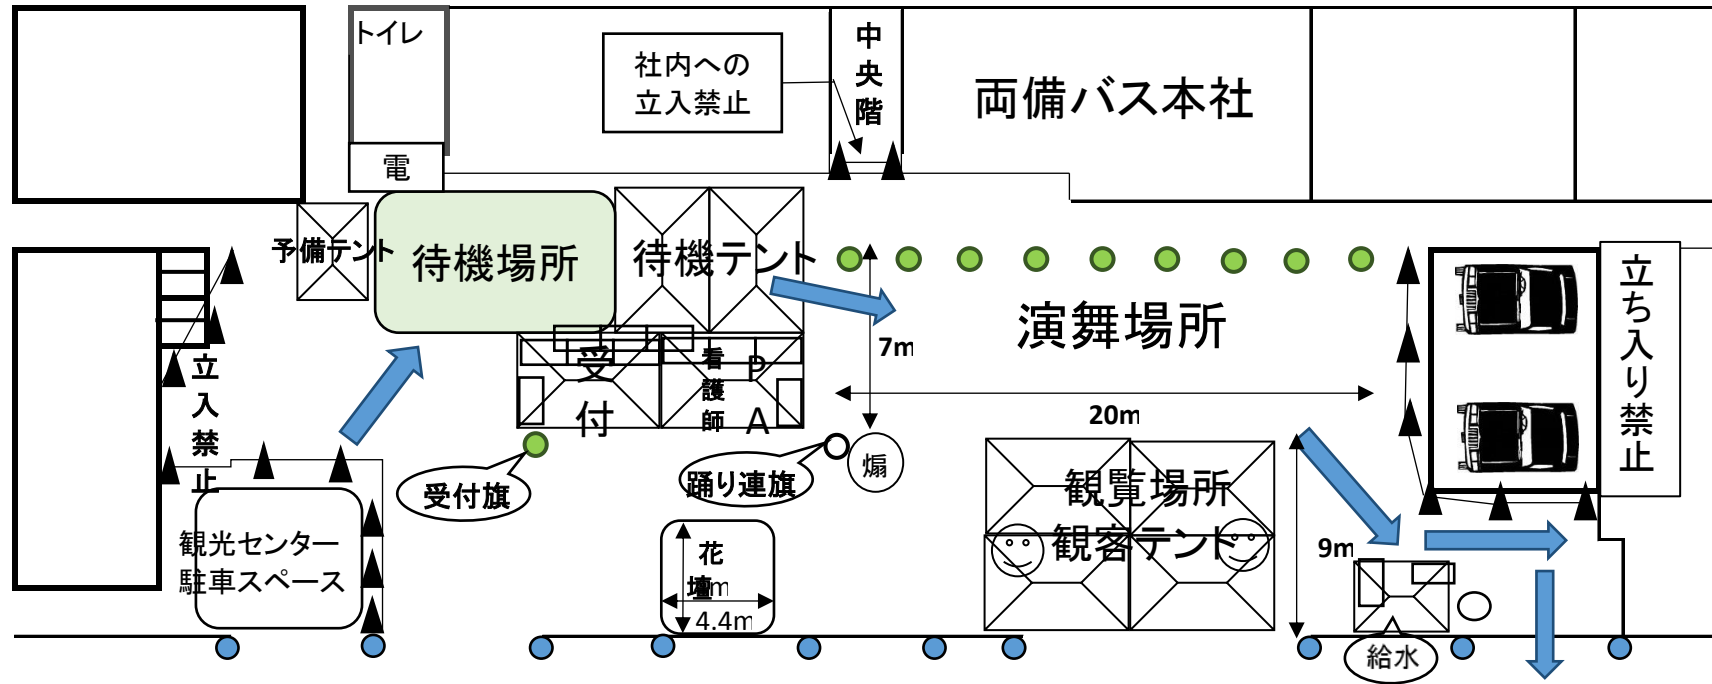 トイレ
社内への
立入禁止
中央階
両備バス本社
電
予備テント
待機場所
待機テント
演舞場所
7m
20m
立ち入り禁止
立入禁止
受付
看護師
PA
受付旗
踊り連旗
煽
観覧場所
観客テント
9m
観光センター
駐車スペース
花壇
4.4m
給水